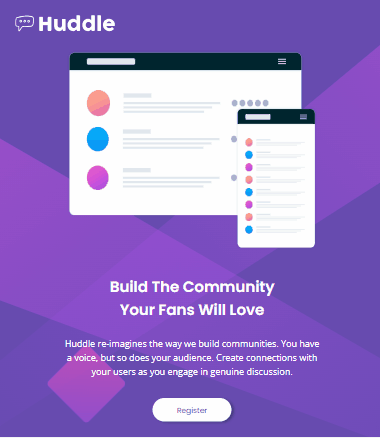 Huddle
Build The Community
Your Fans Will Love
Huddle re-imagines the way we build communities. You have
a voice, but so does your audience. Create connections with
your users as you engage in genuine discussion.
Register